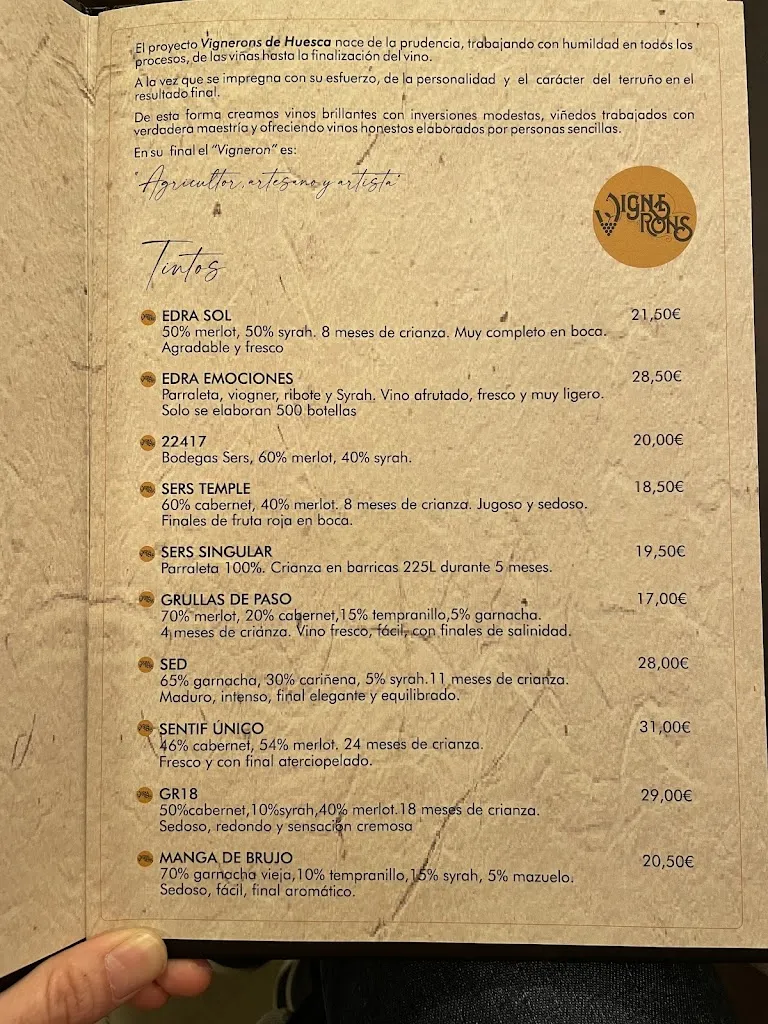 El proyecto Vignerons de Huesca nace de la prudencia, trabajando con humildad en todos los
procesos, de las viñas hasta la finalización del vino.
A la vez que se impregna con su esfuerzo, de la personalidad y el carácter del terruño en el
resultado final.
De esta forma creamos vinos brillantes con inversiones modestas, viñedos trabajados con
verdadera maestría y ofreciendo vinos honestos elaborados por personas sencillas.
En su final el "Vigneron" es:
"Agricultor, artesano y artista"
VIGNE
RONS
Tintos
EDRA SOL 21,50€
50% merlot, 50% syrah. 8 meses de crianza. Muy completo en boca.
Agradable y fresco
EDRA EMOCIONES 28,50€
Parraleta, viogner, ribote y Syrah. Vino afrutado, fresco y muy ligero.
Solo se elaboran 500 botellas
22417 20,00€
Bodegas Sers, 60% merlot, 40% syrah.
SERS TEMPLE 18,50€
60% cabernet, 40% merlot. 8 meses de crianza. Jugoso y sedoso.
Finales de fruta roja en boca.
SERS SINGULAR 19,50€
Parraleta 100%. Crianza en barricas 225L durante 5 meses.
GRULLAS DE PASO 17,00€
70% merlot, 20% cabernet,15% tempranillo,5% garnacha.
4 meses de crianza. Vino fresco, fácil, con finales de salinidad.
SED 28,00€
65% garnacha, 30% cariñena, 5% syrah.11 meses de crianza.
Maduro, intenso, final elegante y equilibrado.
SENTIF ÚNICO 31,00€
46% cabernet, 54% merlot. 24 meses de crianza.
Fresco y con final aterciopelado.
GR18 29,00€
50%cabernet,10%syrah,40% merlot.18 meses de crianza.
Sedoso, redondo y sensación cremosa
MANGA DE BRUJO 20,50€
70% garnacha vieja,10% tempranillo,15% syrah, 5% mazuelo.
Sedoso, fácil, final aromático.